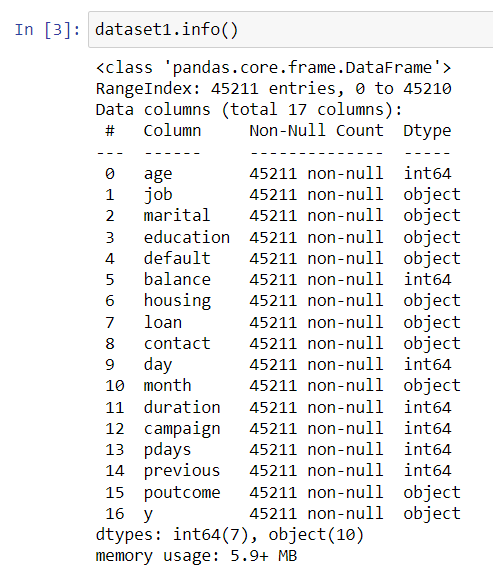 In [3]: dataset1.info()
<class 'pandas.core.frame.DataFrame'>
RangeIndex: 45211 entries, 0 to 45210
Data columns (total 17 columns):
 #   Column     Non-Null Count  Dtype
---  ------     --------------  -----
 0   age        45211 non-null  int64
 1   job        45211 non-null  object
 2   marital    45211 non-null  object
 3   education  45211 non-null  object
 4   default    45211 non-null  object
 5   balance    45211 non-null  int64
 6   housing    45211 non-null  object
 7   loan       45211 non-null  object
 8   contact    45211 non-null  object
 9   day        45211 non-null  int64
 10  month      45211 non-null  object
 11  duration   45211 non-null  int64
 12  campaign   45211 non-null  int64
 13  pdays      45211 non-null  int64
 14  previous   45211 non-null  int64
 15  poutcome   45211 non-null  object
 16  y          45211 non-null  object
dtypes: int64(7), object(10)
memory usage: 5.9+ MB